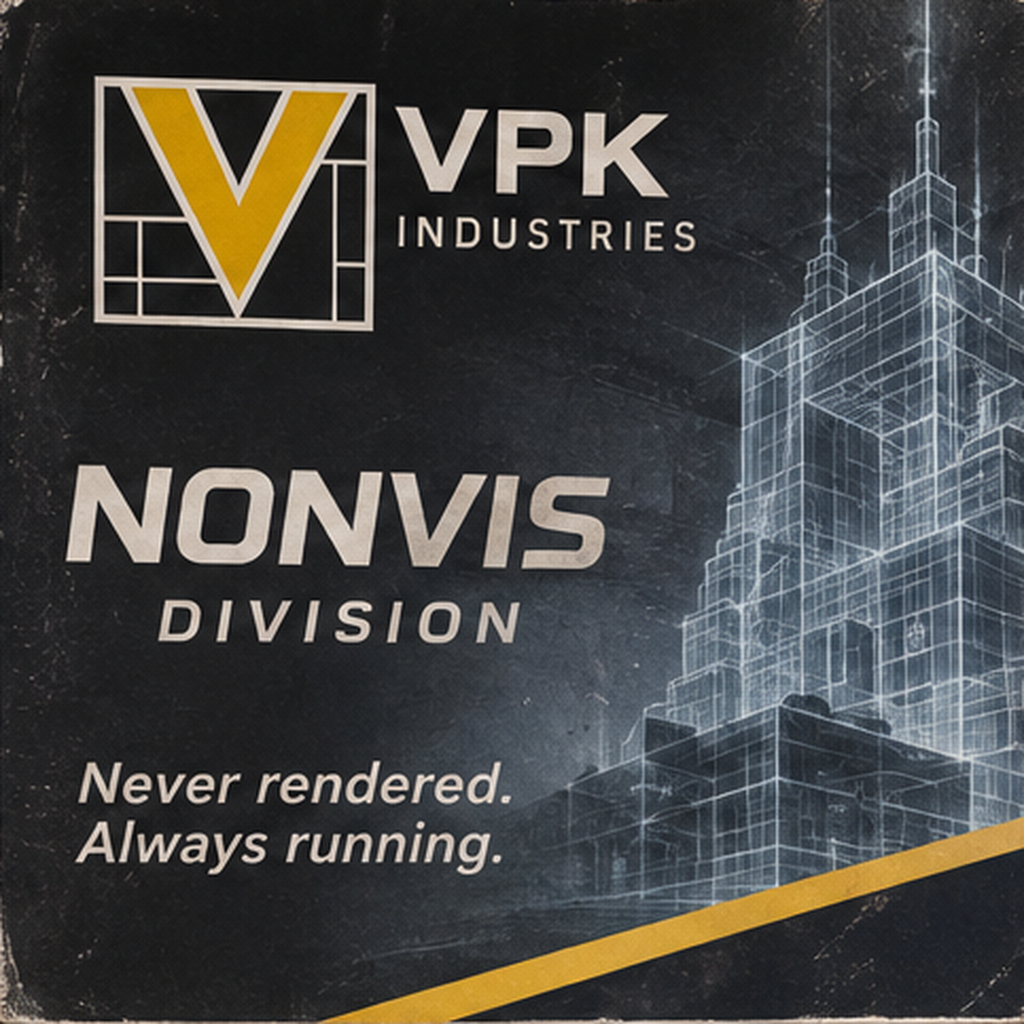 VPK
INDUSTRIES
NONVIS
DIVISION
Never rendered.
Always running.